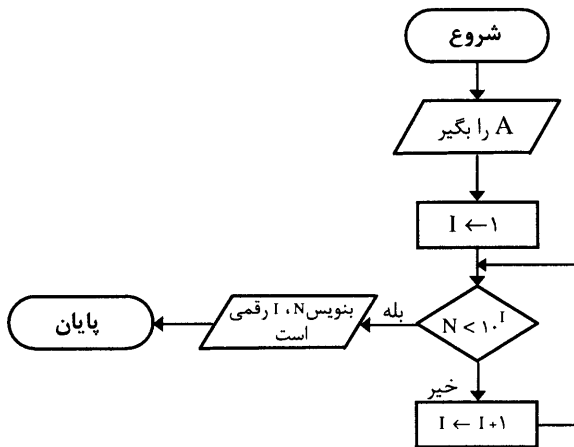 شروع
A را بگیر
I ← ۱
N < ۱۰^I
بله
بنویس N ، I رقمی
است
پایان
خیر
I ← I+۱